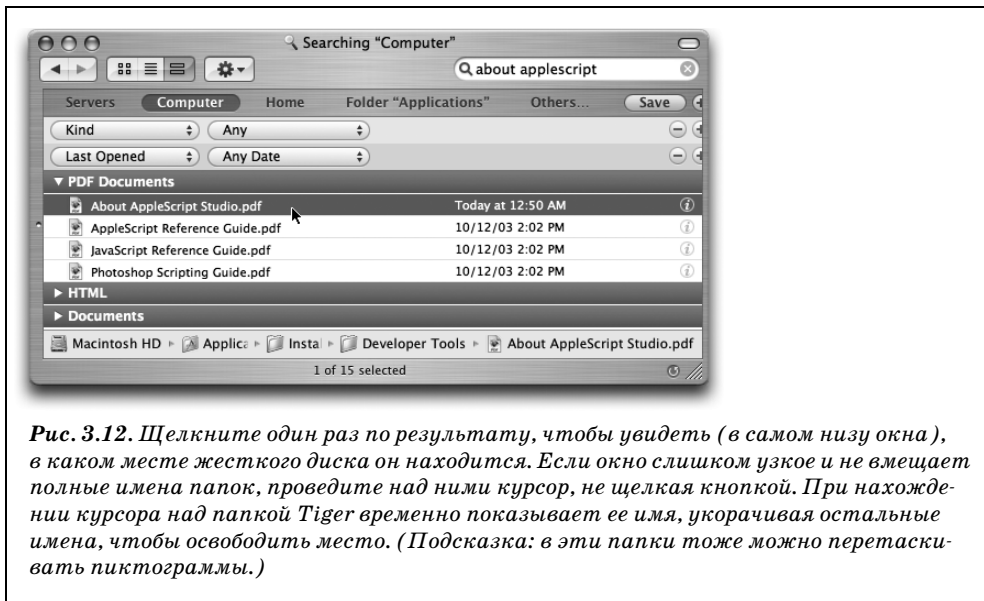 Searching “Computer”
about applescript
Servers Computer Home Folder “Applications” Others... Save
Kind Any
Last Opened Any Date
PDF Documents
About AppleScript Studio.pdf Today at 12:50 AM
AppleScript Reference Guide.pdf 10/12/03 2:02 PM
JavaScript Reference Guide.pdf 10/12/03 2:02 PM
Photoshop Scripting Guide.pdf 10/12/03 2:02 PM
HTML
Documents
Macintosh HD Applica Instal Developer Tools About AppleScript Studio.pdf
1 of 15 selected
Рис. 3.12. Щелкните один раз по результату, чтобы увидеть (в самом низу окна),
в каком месте жесткого диска он находится. Если окно слишком узкое и не вмещает
полные имена папок, проведите над ними курсор, не щелкая кнопкой. При нахожде-
нии курсора над папкой Tiger временно показывает ее имя, укорачивая остальные
имена, чтобы освободить место. (Подсказка: в эти папки тоже можно перетаски-
вать пиктограммы.)